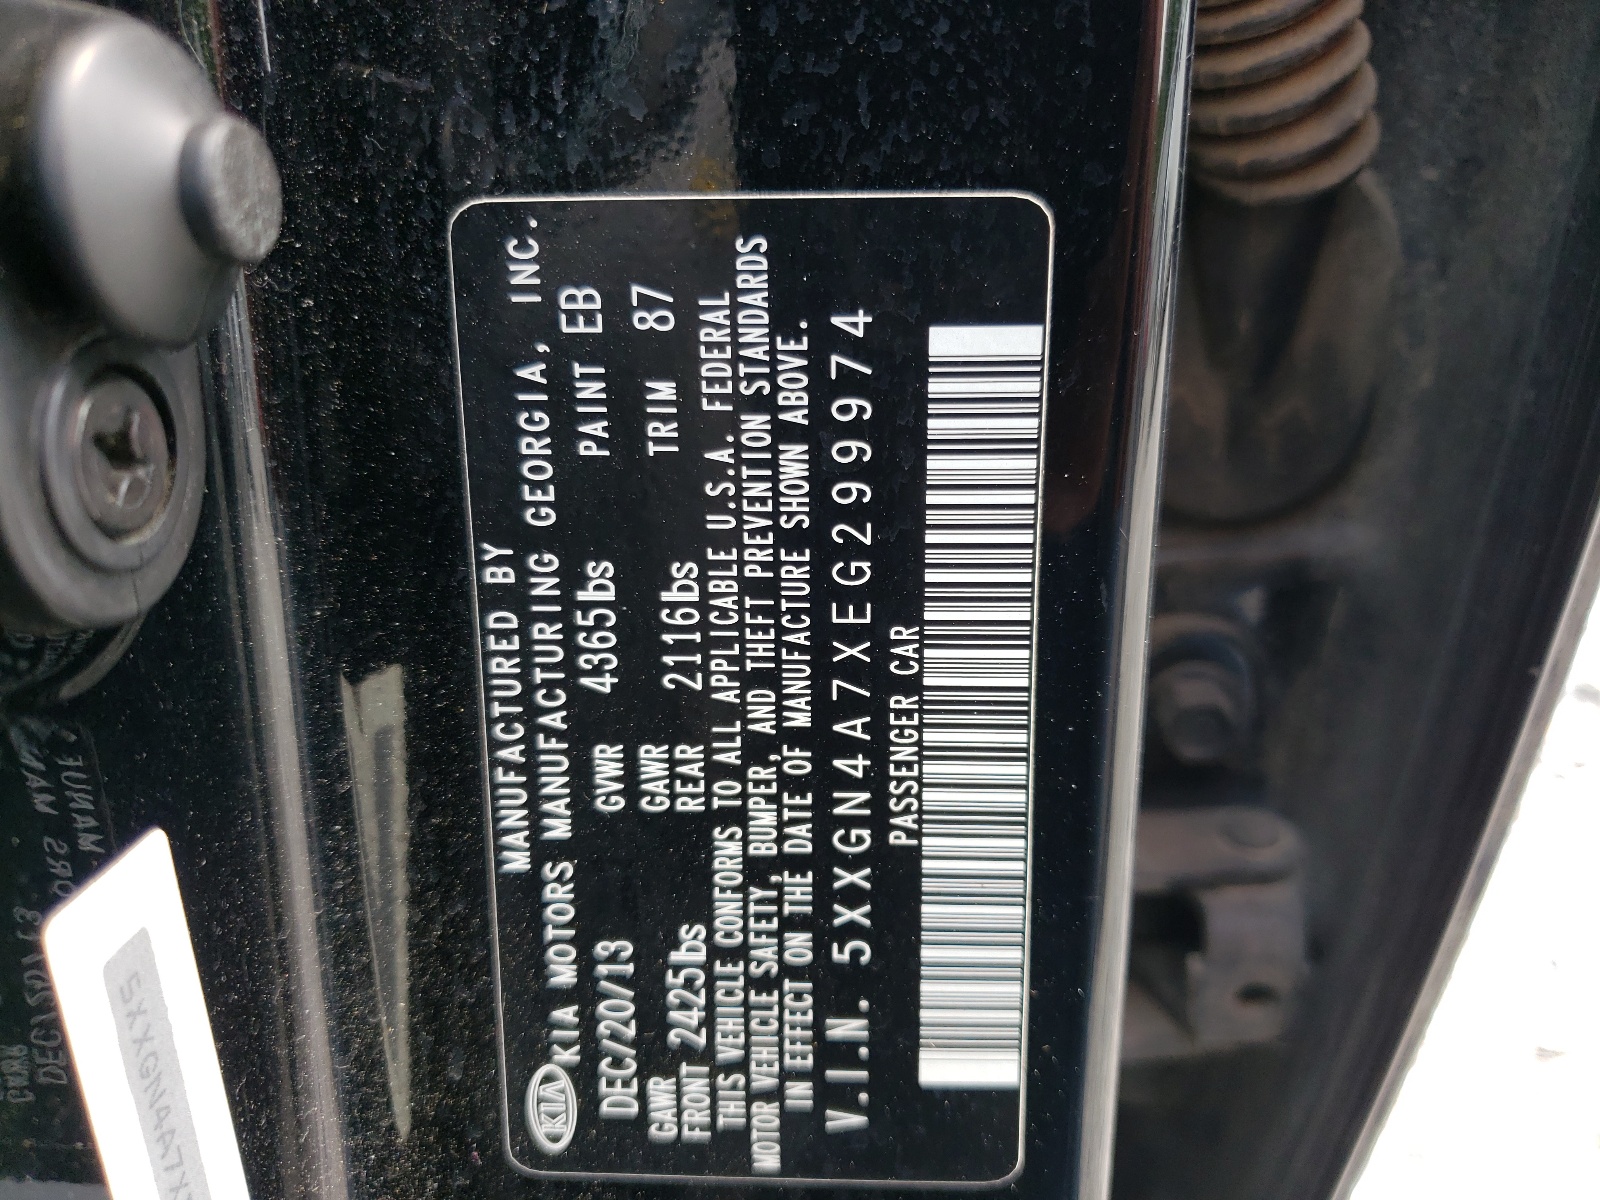 MANUFACTURED BY
KIA KIA MOTORS MANUFACTURING GEORGIA, INC.
DEC/20/13 GVWR 4365lbs PAINT EB
GAWR FRONT 2425lbs GAWR REAR 2116lbs TRIM 87
THIS VEHICLE CONFORMS TO ALL APPLICABLE U.S.A. FEDERAL
MOTOR VEHICLE SAFETY, BUMPER, AND THEFT PREVENTION STANDARDS
IN EFFECT ON THE DATE OF MANUFACTURE SHOWN ABOVE.
V.I.N. 5XXGN4A7XEG299974
PASSENGER CAR
5XXGN4A7X